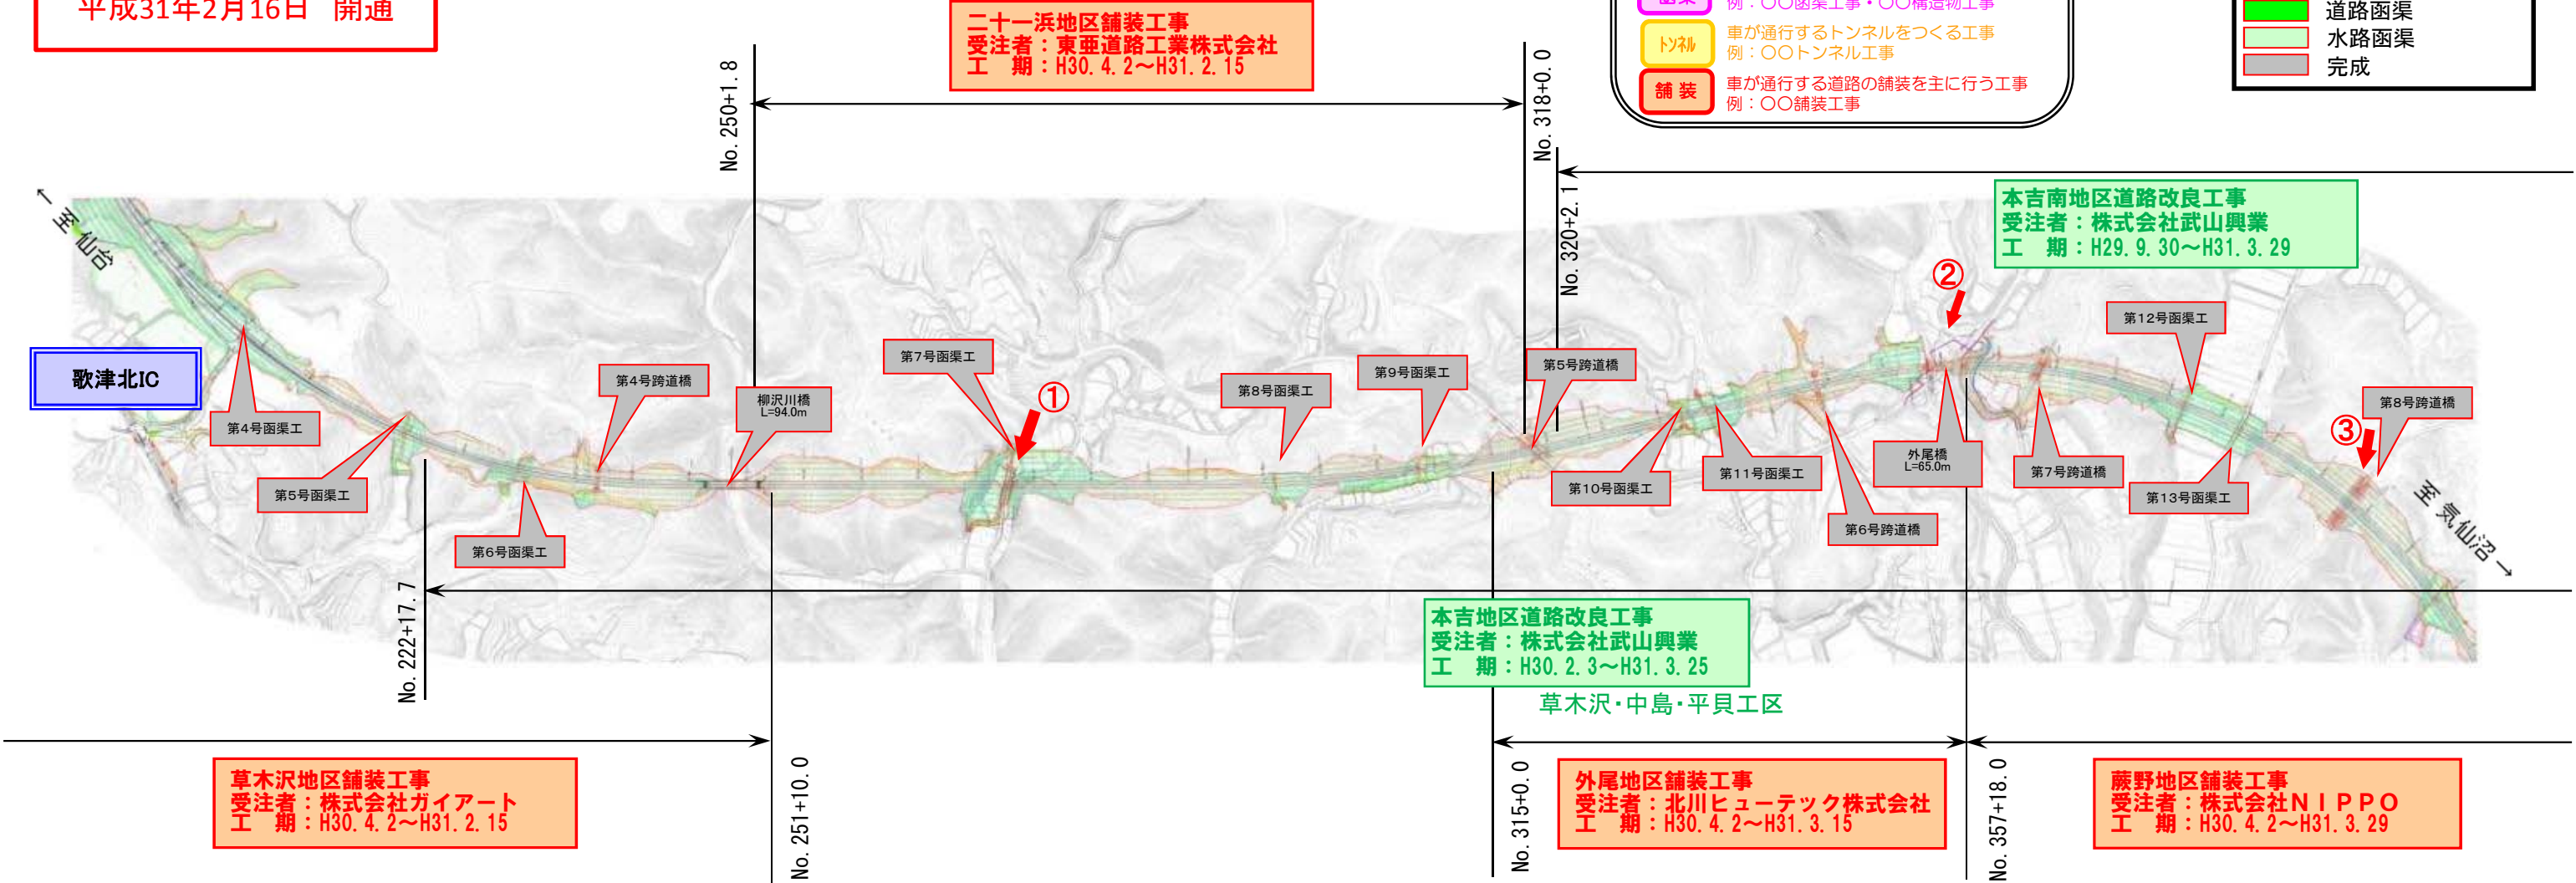 平成31年2月16日 開通
二十一浜地区舗装工事
受注者：東亜道路工業株式会社
工 期：H30.4.2～H31.2.15
例：〇〇函渠工事・〇〇構造物工事
トンネル
車が通行するトンネルをつくる工事
例：〇〇トンネル工事
舗 装
車が通行する道路の舗装を主に行う工事
例：〇〇舗装工事
道路函渠
水路函渠
完成
No.250+1.8
No.318+0.0
No.320+2.1
本吉南地区道路改良工事
受注者：株式会社武山興業
工 期：H29.9.30～H31.3.29
←至 仙台
歌津北IC
第4号函渠工
第5号函渠工
第6号函渠工
第4号跨道橋
柳沢川橋
L=94.0m
第7号函渠工
①
第8号函渠工
第9号函渠工
第5号跨道橋
第10号函渠工
第11号函渠工
第6号跨道橋
②
外尾橋
L=65.0m
第7号跨道橋
第12号函渠工
第13号函渠工
③
第8号跨道橋
至 気仙沼→
No.222+17.7
本吉地区道路改良工事
受注者：株式会社武山興業
工 期：H30.2.3～H31.3.25
草木沢・中島・平貝工区
草木沢地区舗装工事
受注者：株式会社ガイアート
工 期：H30.4.2～H31.2.15
No.251+10.0
No.315+0.0
外尾地区舗装工事
受注者：北川ヒューテック株式会社
工 期：H30.4.2～H31.3.15
No.357+18.0
蕨野地区舗装工事
受注者：株式会社ＮＩＰＰＯ
工 期：H30.4.2～H31.3.29